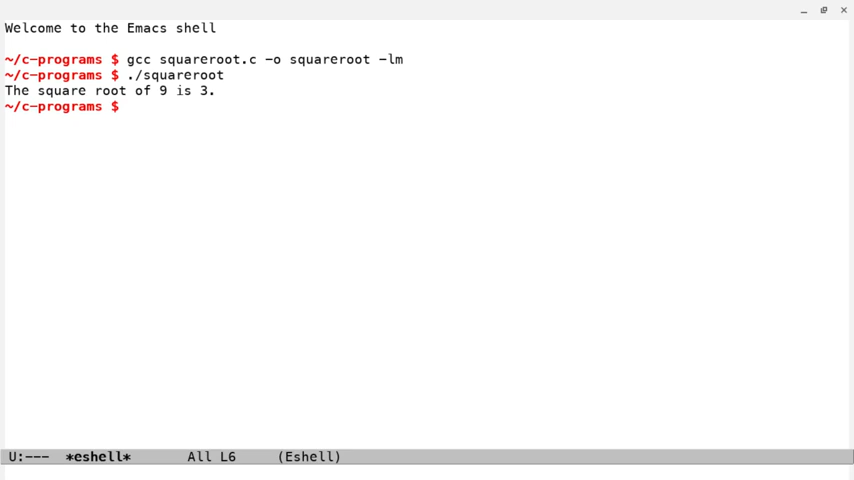 Welcome to the Emacs shell
~/c-programs $ gcc squareroot.c -o squareroot -lm
~/c-programs $ ./squareroot
The square root of 9 is 3.
~/c-programs $
U:--- *eshell* All L6 (Eshell)